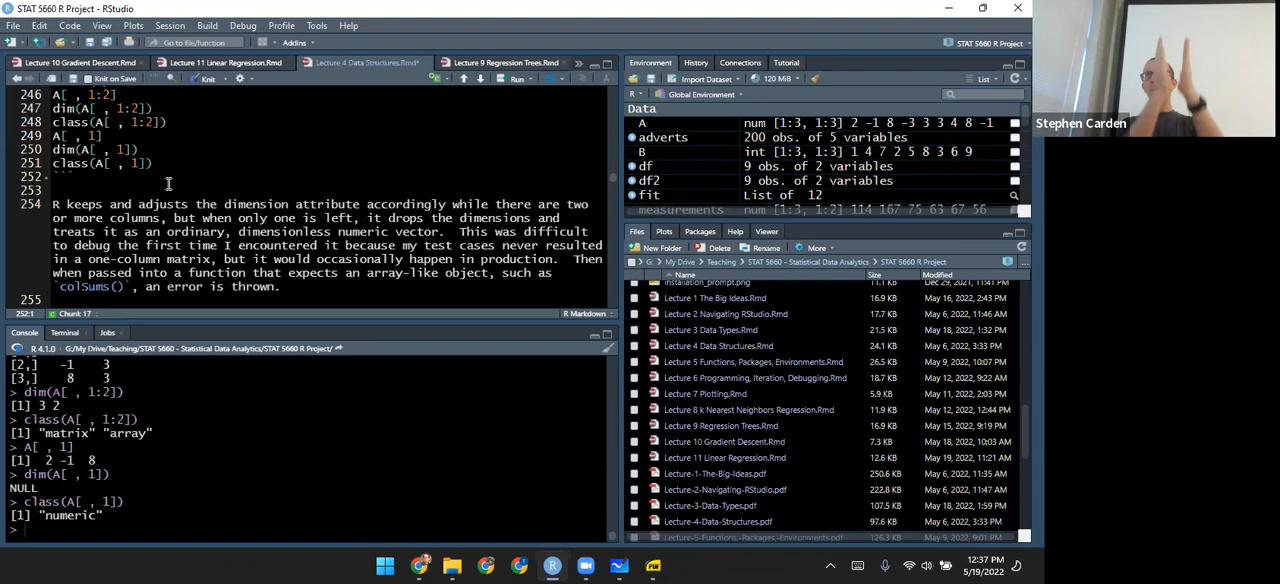 STAT 5660 R Project - RStudio
File Edit Code View Plots Session Build Debug Profile Tools Help
Go to file/function Addins STAT 5660 R Project
Lecture 10 Gradient Descent.Rmd Lecture 11 Linear Regression.Rmd Lecture 4 Data Structures.Rmd* Lecture 9 Regression Trees.Rmd
Knit on Save Knit Run
246 A[ , 1:2]
247 dim(A[ , 1:2])
248 class(A[ , 1:2])
249 A[ , 1]
250 dim(A[ , 1])
251 class(A[ , 1])
252 ```
253
254 R keeps and adjusts the dimension attribute accordingly while there are two
or more columns, but when only one is left, it drops the dimensions and
treats it as an ordinary, dimensionless numeric vector. This was difficult
to debug the first time I encountered it because my test cases never resulted
in a one-column matrix, but it would occasionally happen in production. Then
when passed into a function that expects an array-like object, such as
`colSums()`, an error is thrown.
255
252:1 Chunk 17 R Markdown
Console Terminal Jobs
R 4.1.0 G:/My Drive/Teaching/STAT 5660 - Statistical Data Analytics/STAT 5660 R Project/
[2,] -1 3
[3,] 8 3
> dim(A[ , 1:2])
[1] 3 2
> class(A[ , 1:2])
[1] "matrix" "array"
> A[ , 1]
[1] 2 -1 8
> dim(A[ , 1])
NULL
> class(A[ , 1])
[1] "numeric"
>
Environment History Connections Tutorial
Import Dataset 120 MiB List
R Global Environment
Data
A num [1:3, 1:3] 2 -1 8 -3 3 3 4 8 -1
adverts 200 obs. of 5 variables
B int [1:3, 1:3] 1 4 7 2 5 8 3 6 9
df 9 obs. of 2 variables
df2 9 obs. of 2 variables
fit List of 12
measurements num [1:3, 1:2] 114 167 75 63 67 56
Files Plots Packages Help Viewer
New Folder Delete Rename More
G: My Drive Teaching STAT 5660 - Statistical Data Analytics STAT 5660 R Project
Name Size Modified
installation_prompt.png 11.1 KB Dec 29, 2021, 11:41 PM
Lecture 1 The Big Ideas.Rmd 16.9 KB May 16, 2022, 2:43 PM
Lecture 2 Navigating RStudio.Rmd 5.7 KB May 6, 2022, 11:46 AM
Lecture 3 Data Types.Rmd 21.5 KB May 18, 2022, 1:32 PM
Lecture 4 Data Structures.Rmd 24.1 KB May 6, 2022, 3:33 PM
Lecture 5 Functions, Packages, Environments.Rmd 26.5 KB May 9, 2022, 10:07 PM
Lecture 6 Programming, Iteration, Debugging.Rmd 18.7 KB May 12, 2022, 9:22 AM
Lecture 7 Plotting.Rmd 5.9 KB May 11, 2022, 2:03 PM
Lecture 8 k Nearest Neighbors Regression.Rmd 11.9 KB May 12, 2022, 12:44 PM
Lecture 9 Regression Trees.Rmd 16.9 KB May 15, 2022, 9:19 PM
Lecture 10 Gradient Descent.Rmd 7.3 KB May 18, 2022, 10:03 AM
Lecture 11 Linear Regression.Rmd 12.6 KB May 19, 2022, 11:21 AM
Lecture-1-The-Big-Ideas.pdf 250.6 KB May 6, 2022, 11:35 AM
Lecture-2-Navigating-RStudio.pdf 222.8 KB May 6, 2022, 11:47 AM
Lecture-3-Data-Types.pdf 107.5 KB May 18, 2022, 1:59 PM
Lecture-4-Data-Structures.pdf 97.6 KB May 6, 2022, 3:33 PM
Lecture-5-Functions,-Packages,-Environments.pdf 126.3 KB May 9, 2022, 9:01 PM
Stephen Carden
12:37 PM
5/19/2022